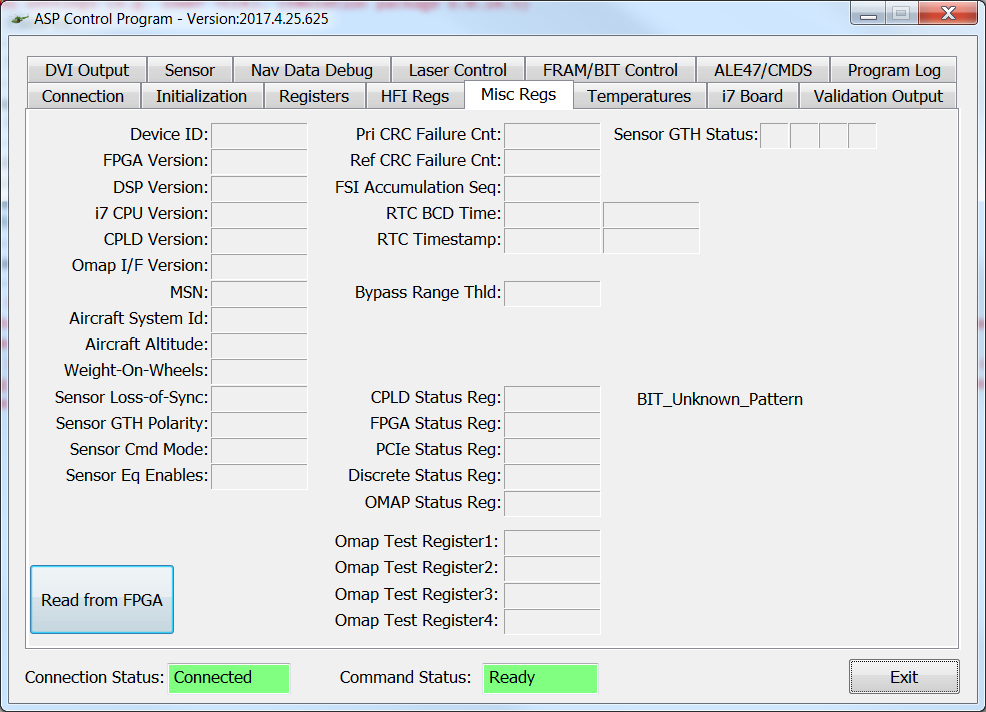 ASP Control Program - Version:2017.4.25.625
DVI Output Sensor Nav Data Debug Laser Control FRAM/BIT Control ALE47/CMDS Program Log
Connection Initialization Registers HFI Regs Misc Regs Temperatures i7 Board Validation Output
Device ID: Pri CRC Failure Cnt: Sensor GTH Status:
FPGA Version: Ref CRC Failure Cnt:
DSP Version: FSI Accumulation Seq:
i7 CPU Version: RTC BCD Time:
CPLD Version: RTC Timestamp:
Omap I/F Version:
MSN: Bypass Range Thld:
Aircraft System Id:
Aircraft Altitude:
Weight-On-Wheels:
Sensor Loss-of-Sync: CPLD Status Reg: BIT_Unknown_Pattern
Sensor GTH Polarity: FPGA Status Reg:
Sensor Cmd Mode: PCIe Status Reg:
Sensor Eq Enables: Discrete Status Reg:
OMAP Status Reg:
Omap Test Register1:
Omap Test Register2:
Omap Test Register3:
Read from FPGA
Omap Test Register4:
Connection Status: Connected Command Status: Ready Exit